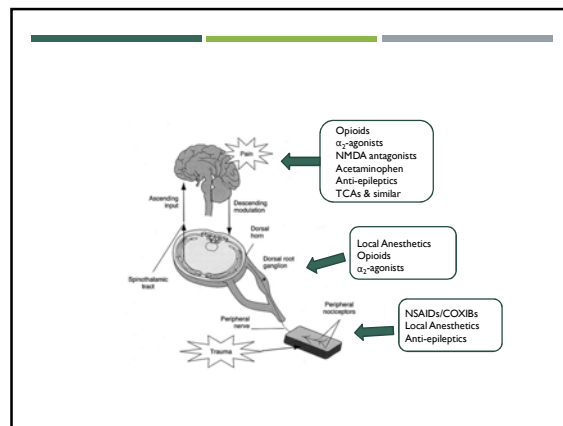 Opioids
α₂-agonists
NMDA antagonists
Acetaminophen
Anti-epileptics
TCAs & similar
Pain
Ascending
input
Descending
modulation
Dorsal
horn
Dorsal root
ganglion
Local Anesthetics
Opioids
α₂-agonists
Spinothalamic
tract
Peripheral
nerve
Peripheral
nociceptors
Trauma
NSAIDs/COXIBs
Local Anesthetics
Anti-epileptics